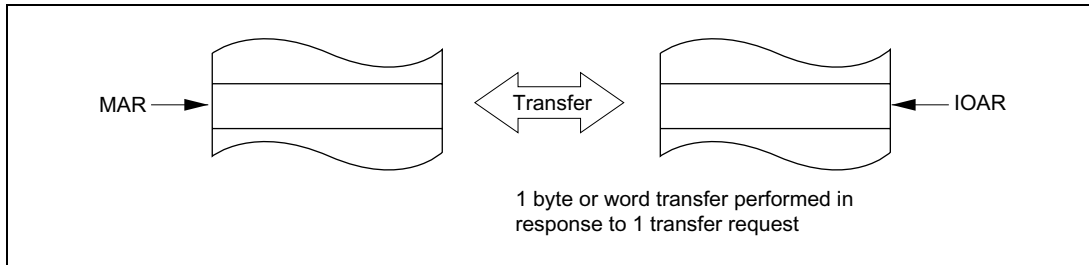 MAR
Transfer
IOAR
1 byte or word transfer performed in
response to 1 transfer request